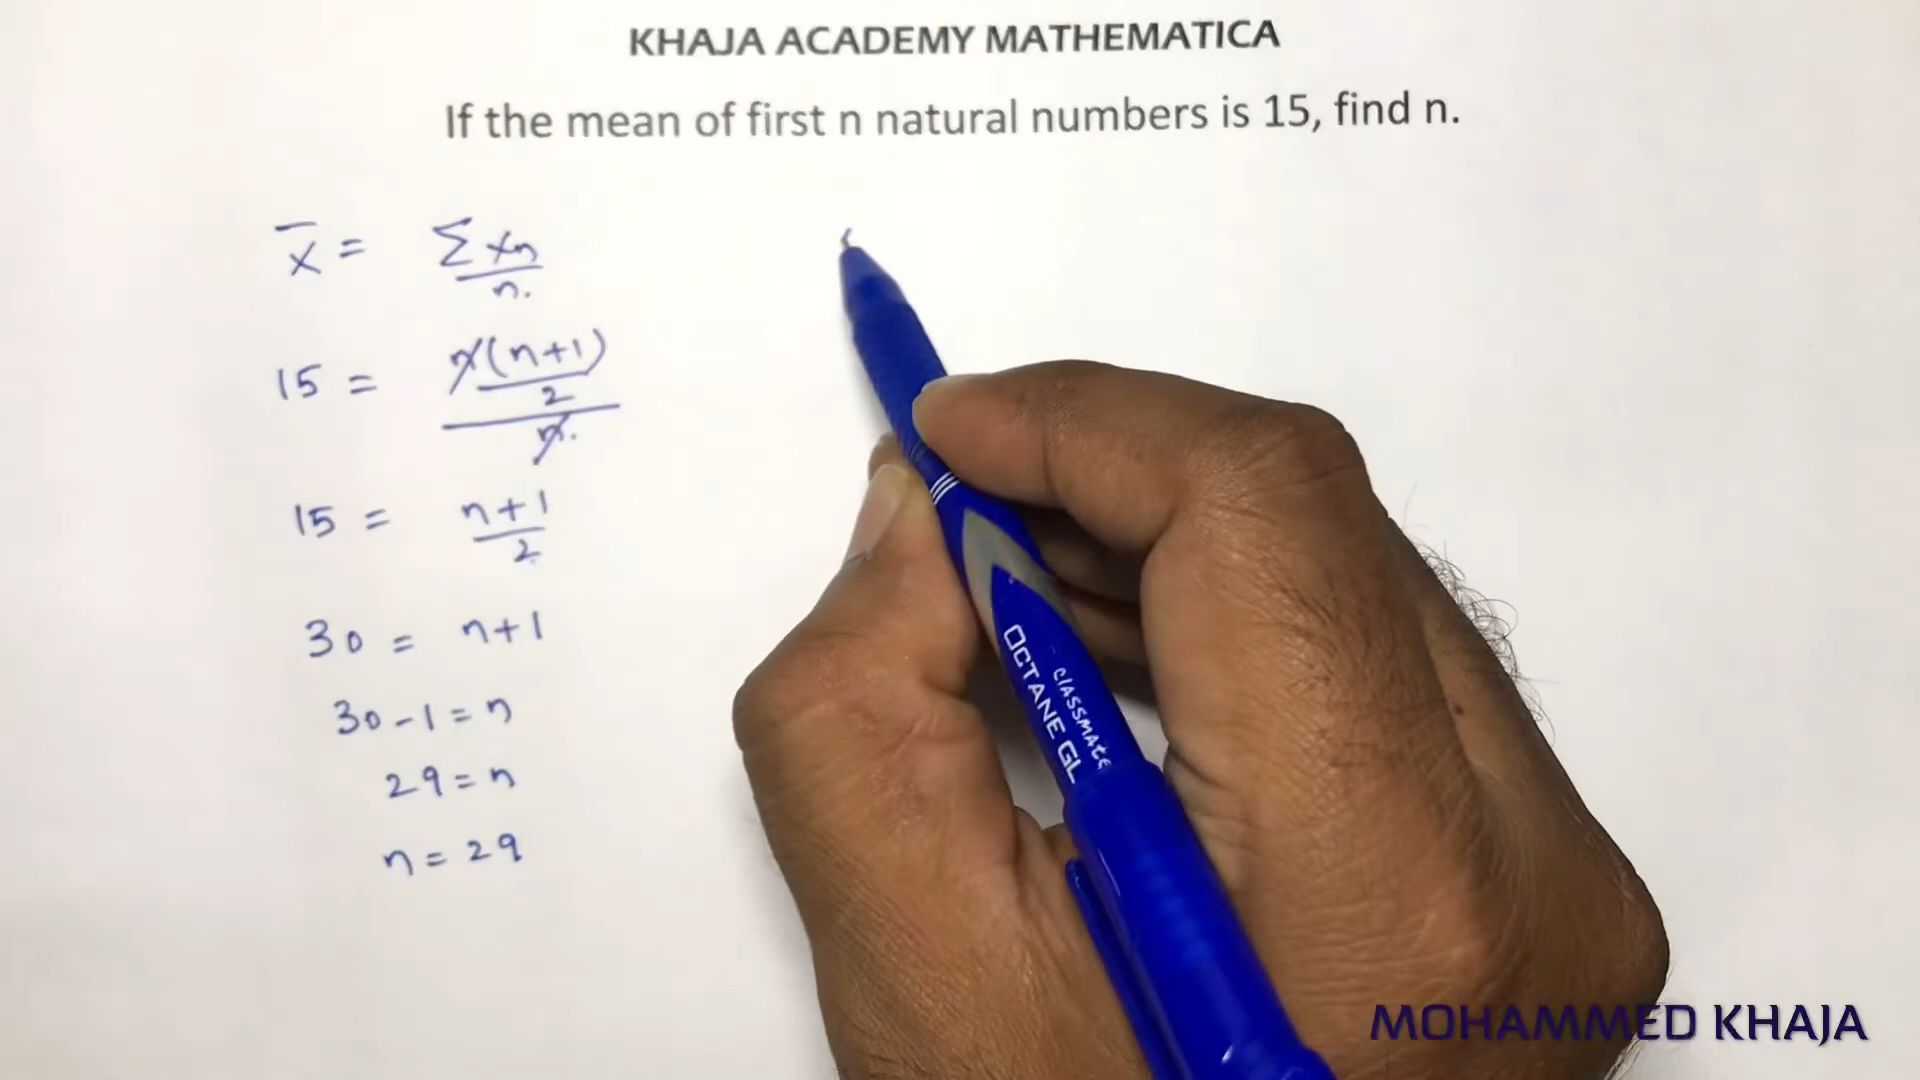 KHAJA ACADEMY MATHEMATICA
If the mean of first n natural numbers is 15, find n.
x̄ = Σxn/n.
15 = n(n+1)/2/n.
15 = n+1/2
30 = n+1
30-1=n
29=n
n=29
classmate
OCTANE GL
MOHAMMED KHAJA